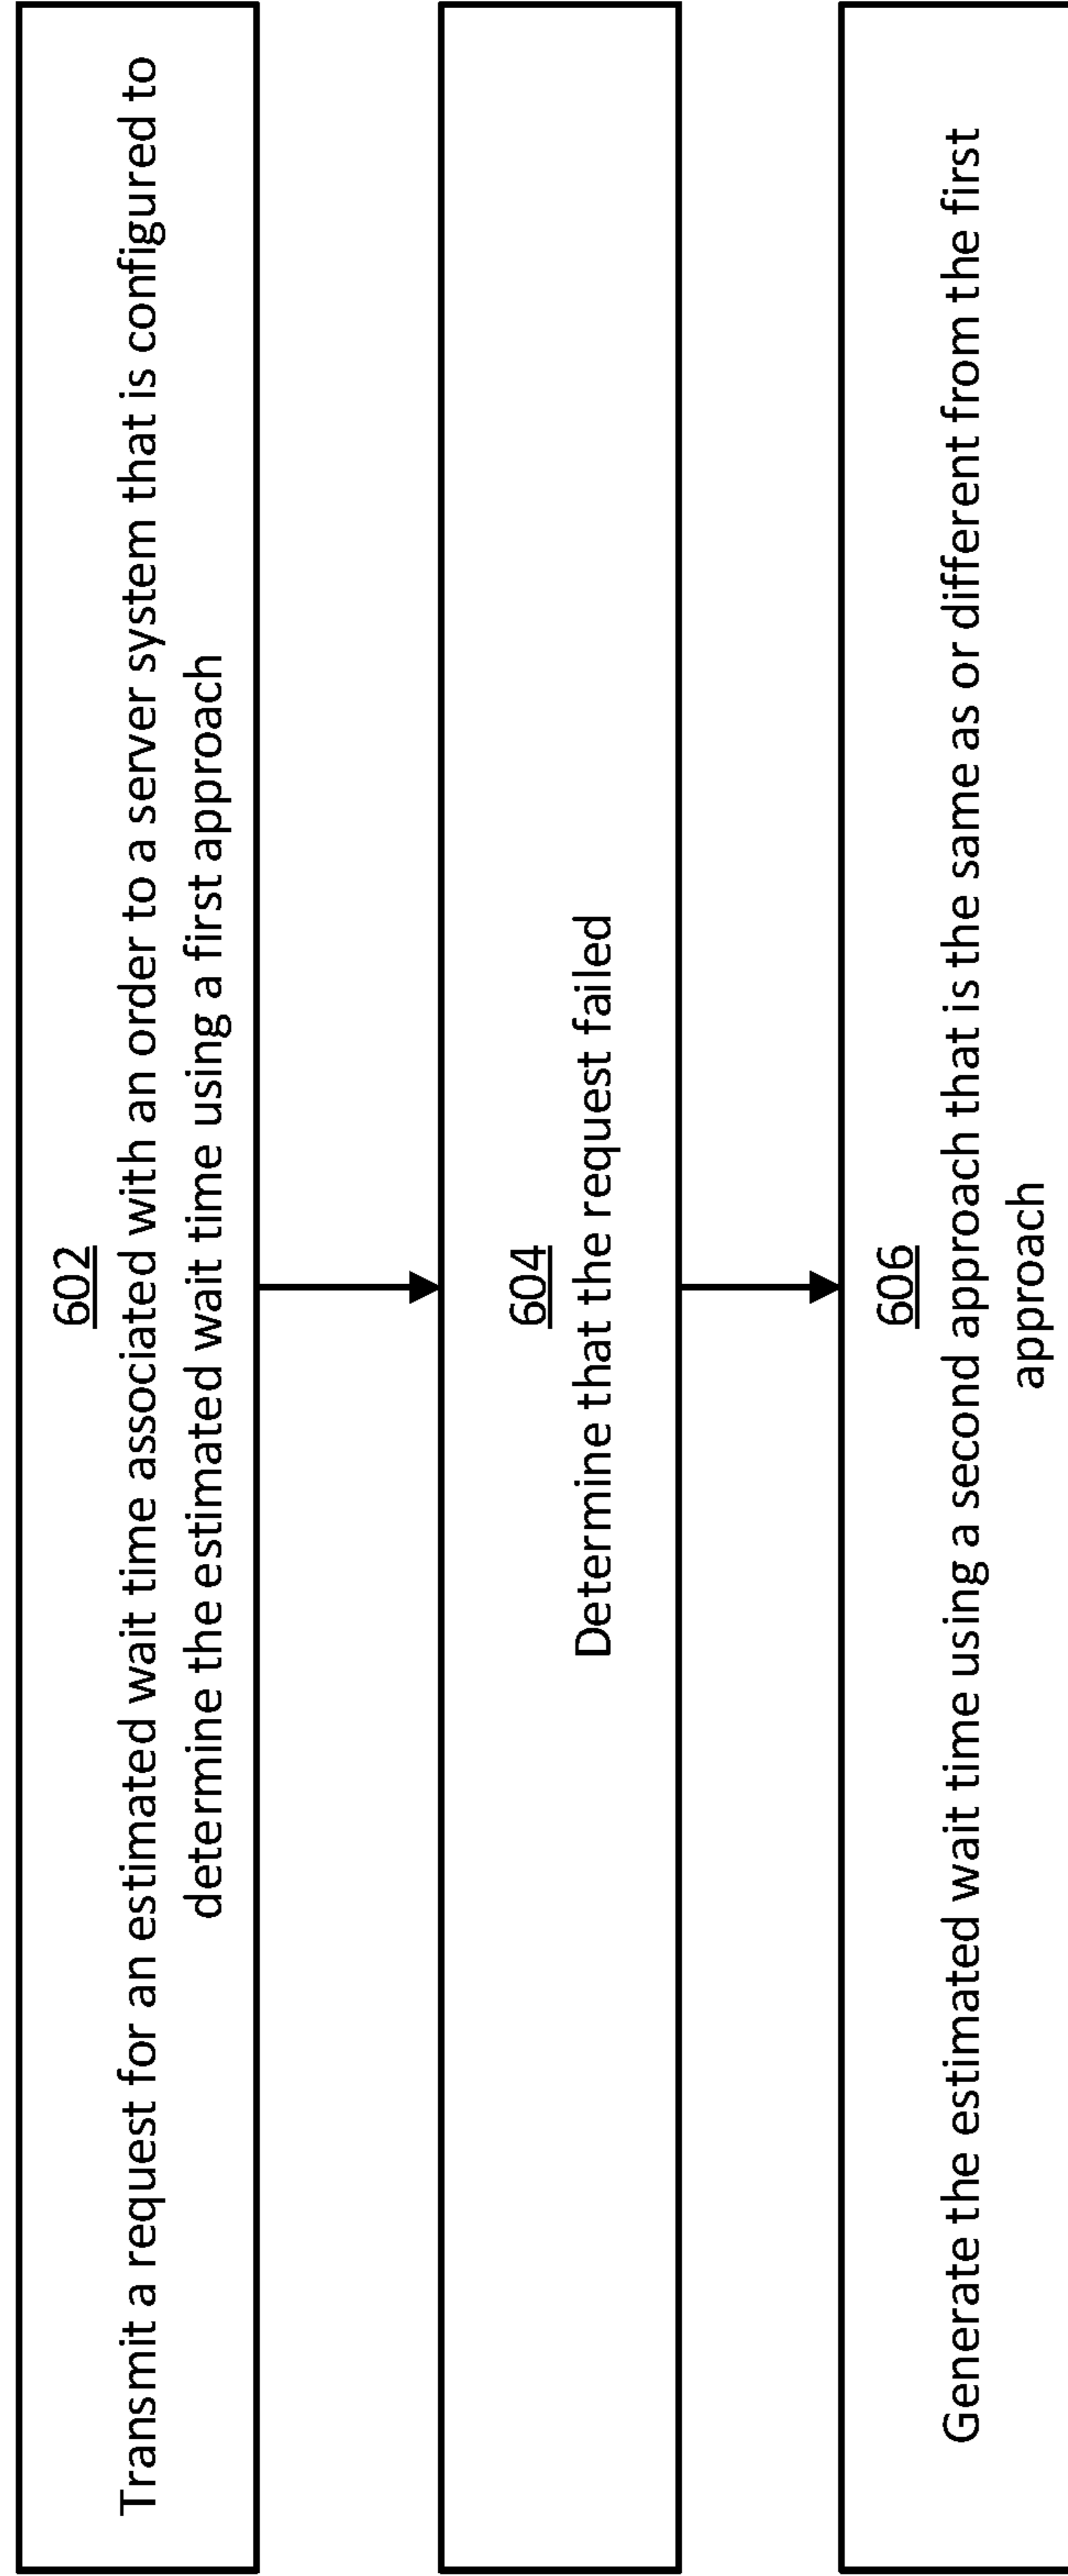 602
Transmit a request for an estimated wait time associated with an order to a server system that is configured to
determine the estimated wait time using a first approach
604
Determine that the request failed
606
Generate the estimated wait time using a second approach that is the same as or different from the first
approach